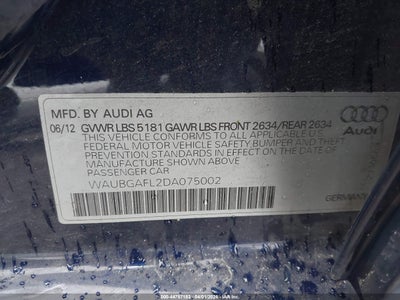 MFD. BY AUDI AG
06/12 GVWR LBS 5181 GAWR LBS FRONT 2634/REAR 2634
THIS VEHICLE CONFORMS TO ALL APPLICABLE U.S.
FEDERAL MOTOR VEHICLE SAFETY, BUMPER AND THEFT
PREVENTION STANDARDS IN EFFECT ON THE DATE OF
MANUFACTURE SHOWN ABOVE.
PASSENGER CAR
WAUBGAFL2DA075002
Audi
GERMANY